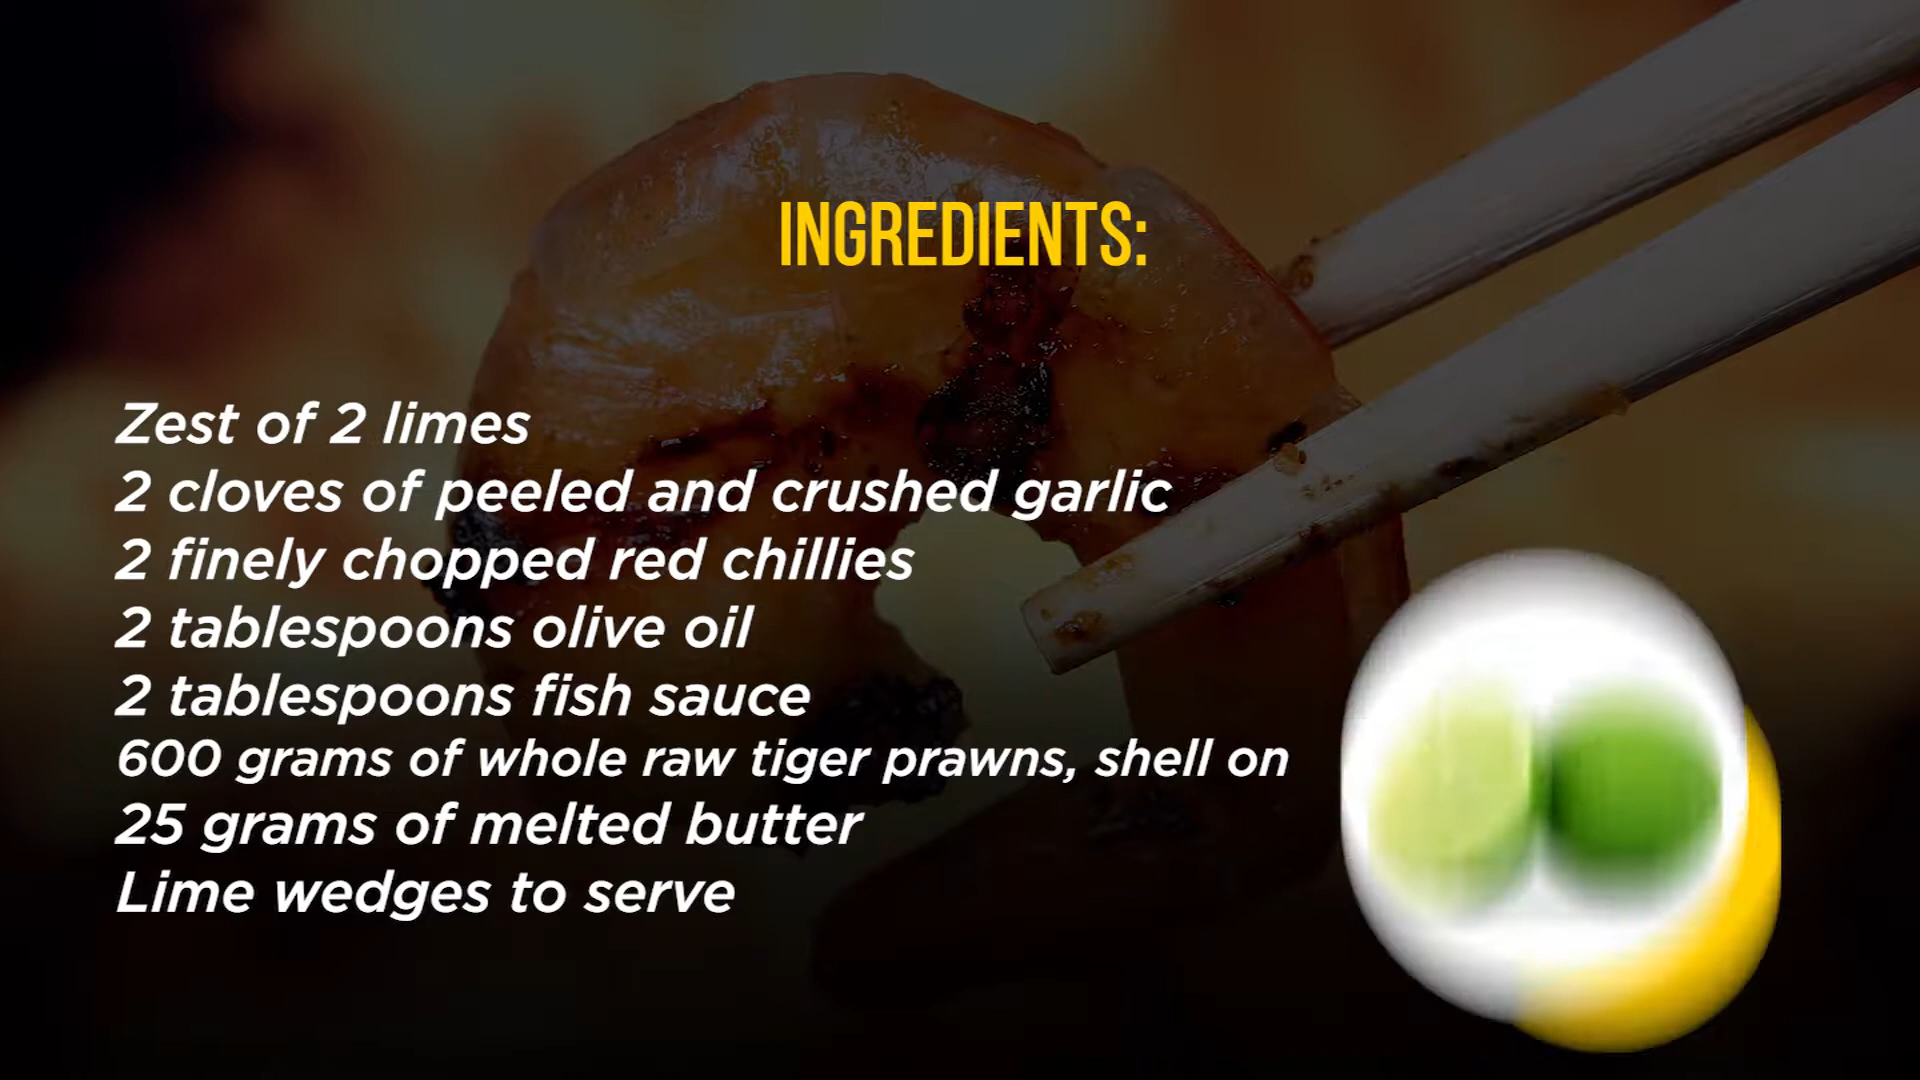 INGREDIENTS:
Zest of 2 limes
2 cloves of peeled and crushed garlic
2 finely chopped red chillies
2 tablespoons olive oil
2 tablespoons fish sauce
600 grams of whole raw tiger prawns, shell on
25 grams of melted butter
Lime wedges to serve